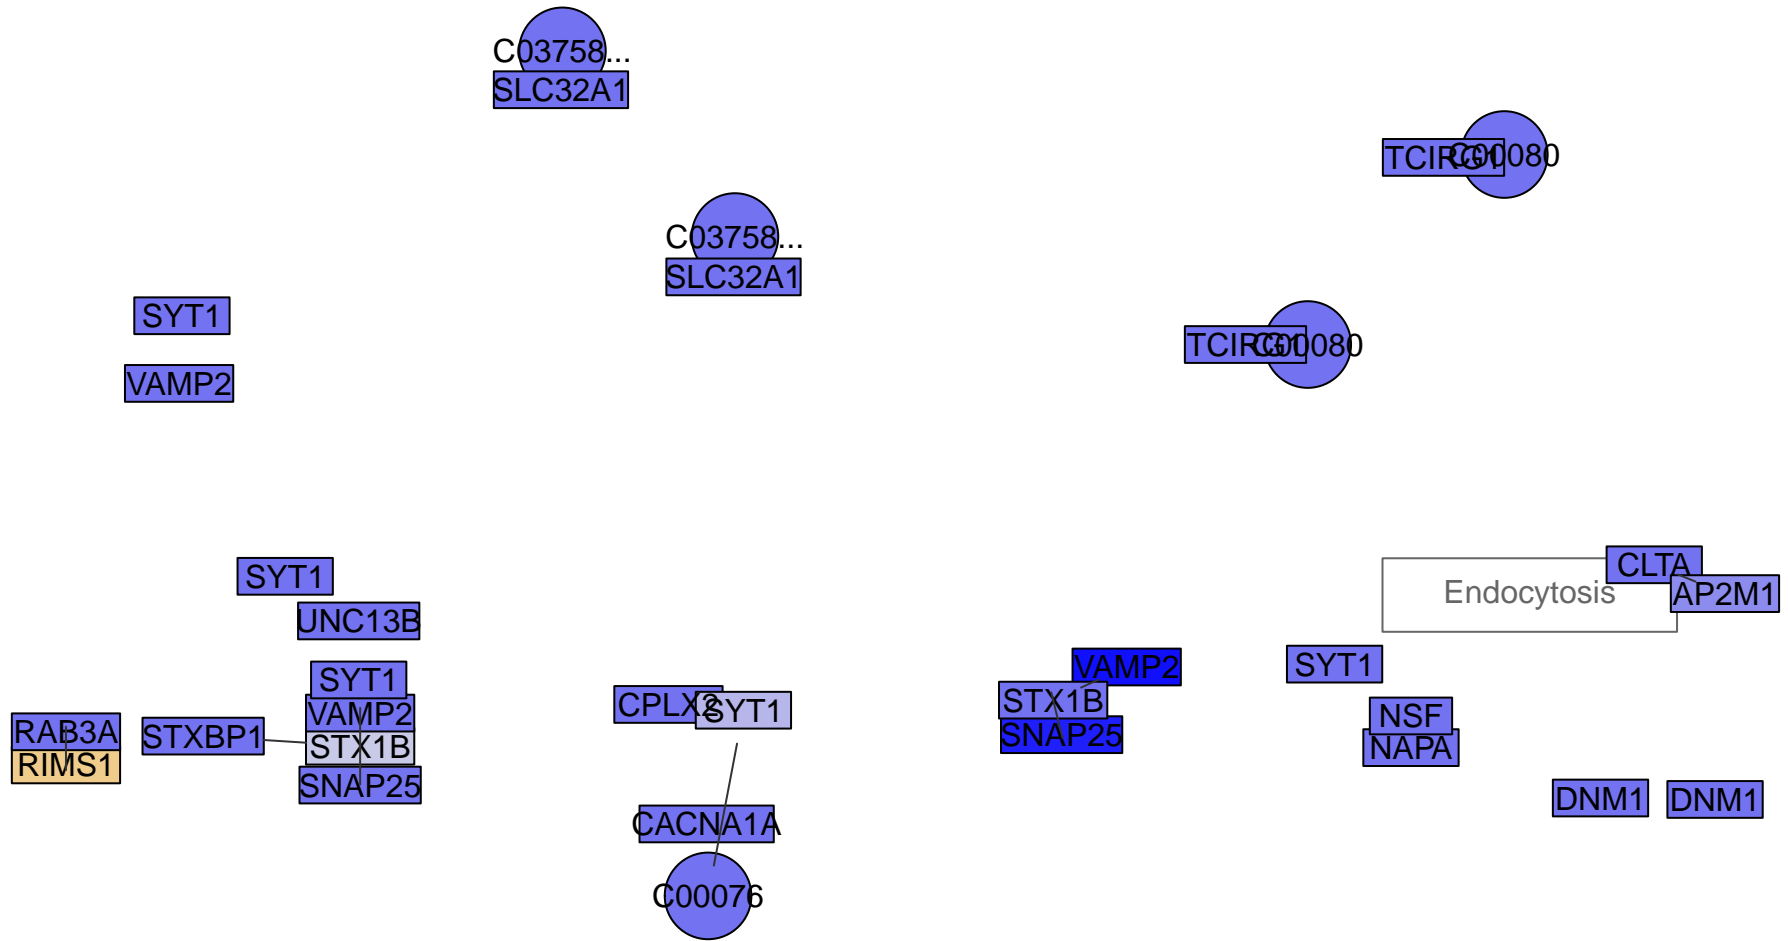 C03758...
SLC32A1
TCIRG1
C00080
C03758...
SLC32A1
SYT1
TCIRG1
C00080
VAMP2
SYT1
CLTA
Endocytosis
AP2M1
UNC13B
SYT1
VAMP2
SYT1
STX1B
CPLX2
SYT1
VAMP2
NSF
RAB3A
STXBP1
STX1B
SNAP25
NAPA
RIMS1
SNAP25
DNM1
DNM1
CACNA1A
C00076